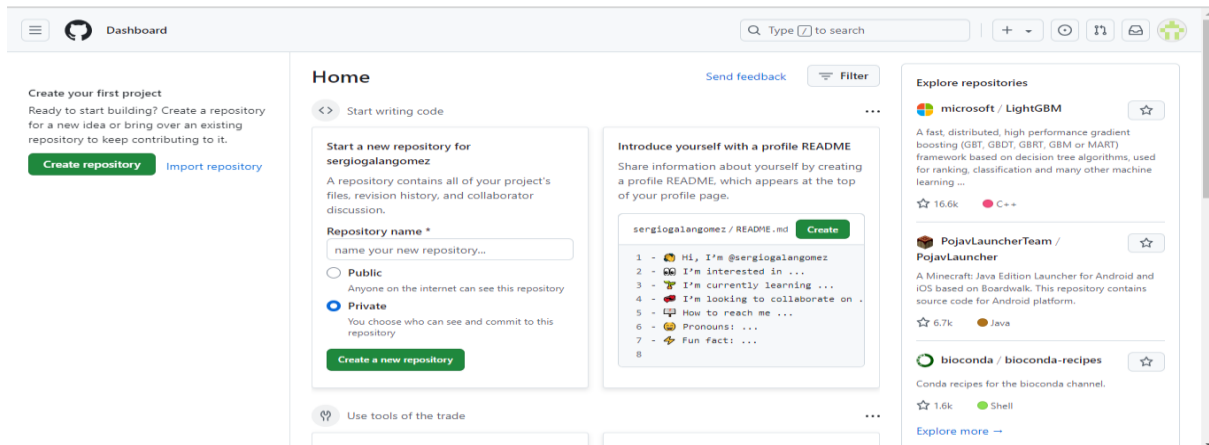 Dashboard
Type / to search
Create your first project
Ready to start building? Create a repository
for a new idea or bring over an existing
repository to keep contributing to it.
Create repository
Import repository
Home
Send feedback
Filter
Start writing code
Start a new repository for
sergiogalangomez
A repository contains all of your project's
files, revision history, and collaborator
discussion.
Repository name *
name your new repository...
Public
Anyone on the internet can see this repository
Private
You choose who can see and commit to this
repository
Create a new repository
Introduce yourself with a profile README
Share information about yourself by creating
a profile README, which appears at the top
of your profile page.
sergiogalangomez / README.md
Create
1 - 👋 Hi, I'm @sergiogalangomez
2 - 👀 I'm interested in ...
3 - 🌱 I'm currently learning ...
4 - 💞️ I'm looking to collaborate on .
5 - 📫 How to reach me ...
6 - 😄 Pronouns: ...
7 - ⚡ Fun fact: ...
8
Use tools of the trade
Explore repositories
microsoft / LightGBM
A fast, distributed, high performance gradient
boosting (GBT, GBDT, GBRT, GBM or MART)
framework based on decision tree algorithms, used
for ranking, classification and many other machine
learning ...
16.6k
C++
PojavLauncherTeam /
PojavLauncher
A Minecraft: Java Edition Launcher for Android and
iOS based on Boardwalk. This repository contains
source code for Android platform.
6.7k
Java
bioconda / bioconda-recipes
Conda recipes for the bioconda channel.
1.6k
Shell
Explore more →